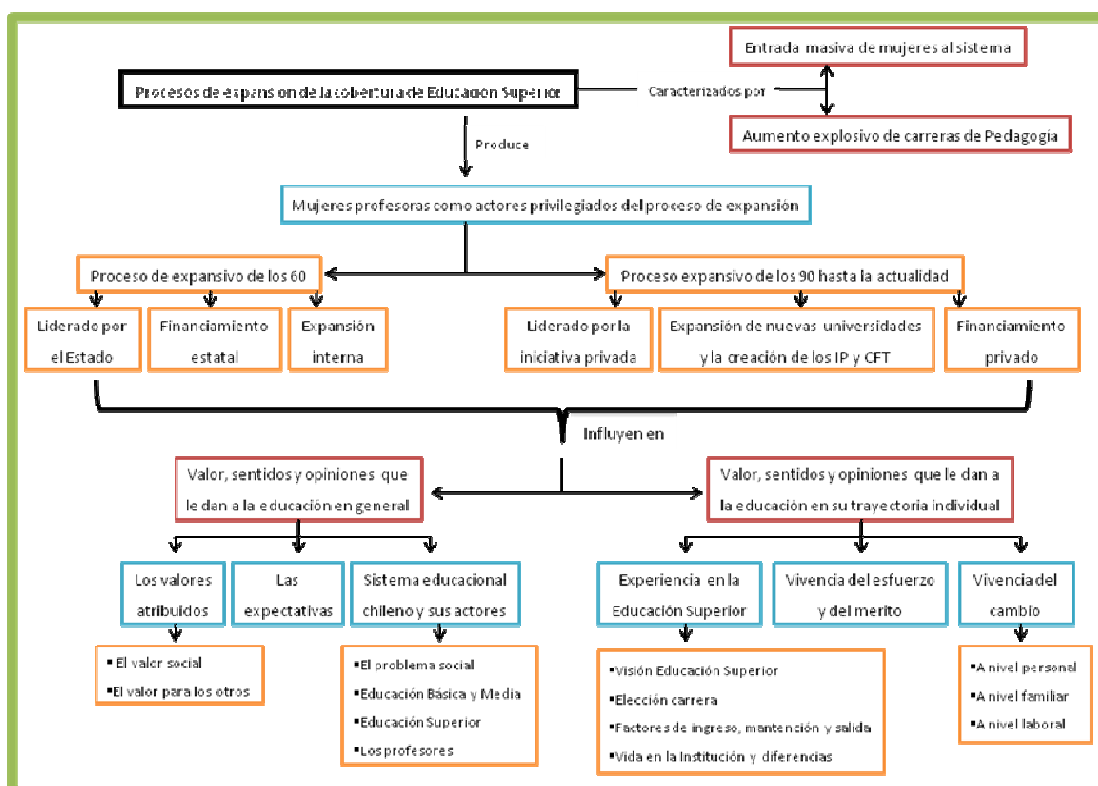 Entrada masiva de mujeres al sistema
Procesos de expansion de la cobertura de Educación Superior
Caracterizados por
Aumento explosivo de carreras de Pedagogía
Produce
Mujeres profesoras como actores privilegiados del proceso de expansión
Proceso de expansivo de los 60
Proceso expansivo de los 90 hasta la actualidad
Liderado por
el Estado
Financiamiento
estatal
Expansión
interna
Liderado por la
iniciativa privada
Expansión de nuevas universidades
y la creación de los IP y CFT
Financiamiento
privado
Influyen en
Valor, sentidos y opiniones que
le dan a la educación en general
Valor, sentidos y opiniones que le dan a
la educación en su trayectoria individual
Los valores
atribuidos
Las
expectativas
Sistema educacional
chileno y sus actores
Experiencia en la
Educación Superior
Vivencia del esfuerzo
y del merito
Vivencia del
cambio
▪ El valor social
▪El valor para los otros
▪El problema social
▪Educación Básica y Media
▪Educación Superior
▪Los profesores
▪Visión Educación Superior
▪Elección carrera
▪Factores de ingreso, mantención y salida
▪Vida en la Institución y diferencias
▪A nivel personal
▪A nivel familiar
▪A nivel laboral